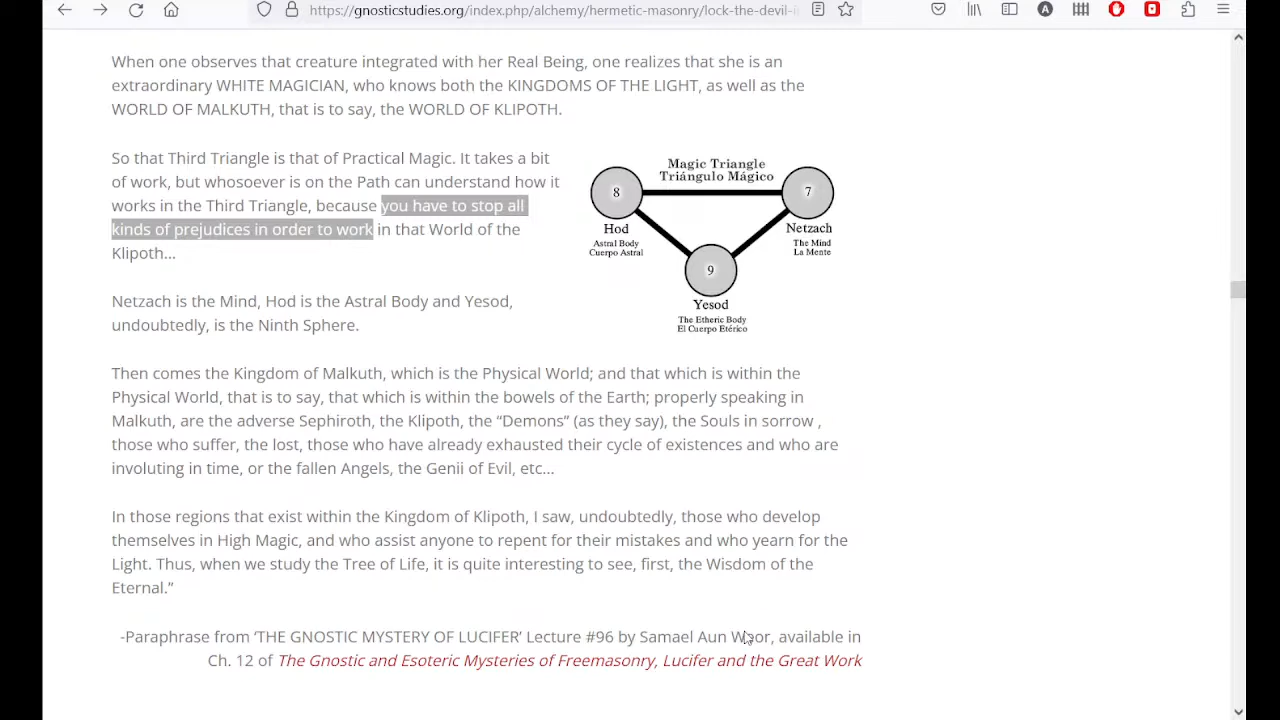 https://gnosticstudies.org/index.php/alchemy/hermetic-masonry/lock-the-devil-i
When one observes that creature integrated with her Real Being, one realizes that she is an
extraordinary WHITE MAGICIAN, who knows both the KINGDOMS OF THE LIGHT, as well as the
WORLD OF MALKUTH, that is to say, the WORLD OF KLIPOTH.
So that Third Triangle is that of Practical Magic. It takes a bit
of work, but whosoever is on the Path can understand how it
works in the Third Triangle, because you have to stop all
kinds of prejudices in order to work in that World of the
Klipoth...
Magic Triangle
Triángulo Mágico
8
7
Hod
Astral Body
Cuerpo Astral
Netzach
The Mind
La Mente
9
Yesod
The Etheric Body
El Cuerpo Etérico
Netzach is the Mind, Hod is the Astral Body and Yesod,
undoubtedly, is the Ninth Sphere.
Then comes the Kingdom of Malkuth, which is the Physical World; and that which is within the
Physical World, that is to say, that which is within the bowels of the Earth; properly speaking in
Malkuth, are the adverse Sephiroth, the Klipoth, the “Demons” (as they say), the Souls in sorrow ,
those who suffer, the lost, those who have already exhausted their cycle of existences and who are
involuting in time, or the fallen Angels, the Genii of Evil, etc...
In those regions that exist within the Kingdom of Klipoth, I saw, undoubtedly, those who develop
themselves in High Magic, and who assist anyone to repent for their mistakes and who yearn for the
Light. Thus, when we study the Tree of Life, it is quite interesting to see, first, the Wisdom of the
Eternal.”
-Paraphrase from ‘THE GNOSTIC MYSTERY OF LUCIFER’ Lecture #96 by Samael Aun Weor, available in
Ch. 12 of The Gnostic and Esoteric Mysteries of Freemasonry, Lucifer and the Great Work